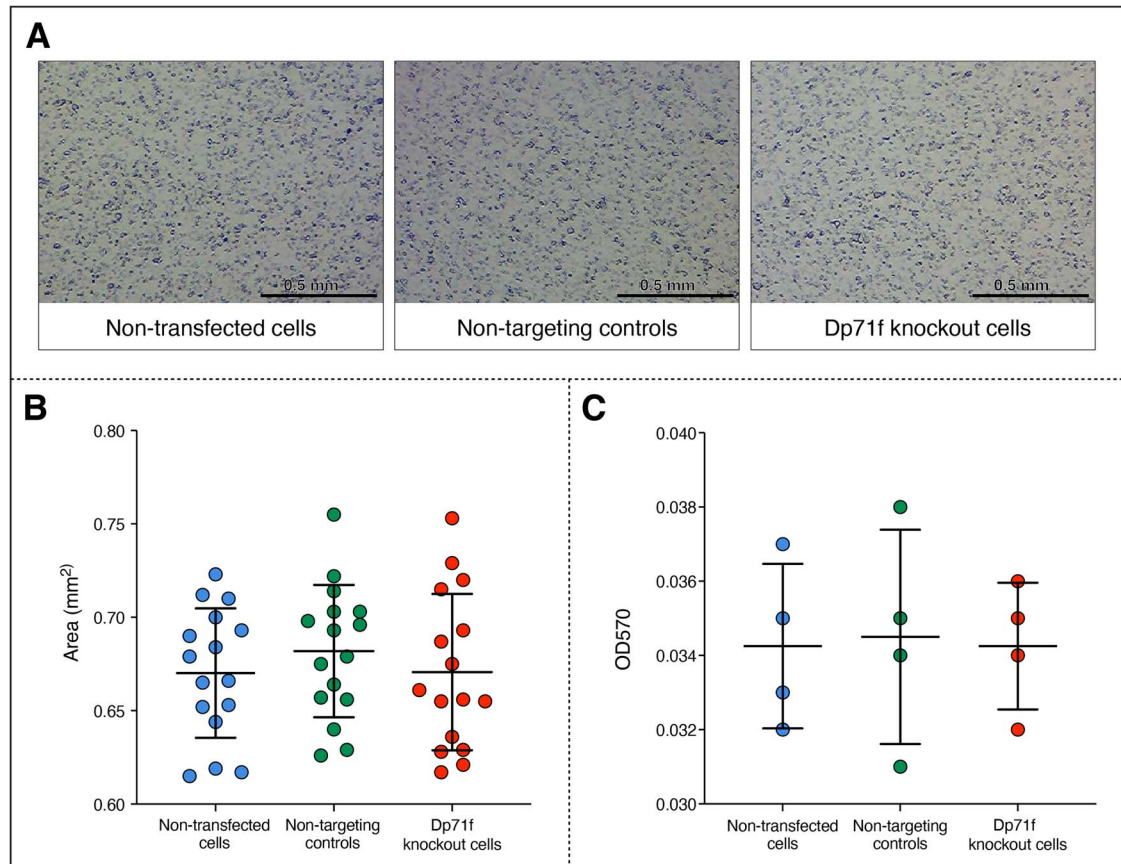 A
0.5 mm
0.5 mm
0.5 mm
Non-transfected cells
Non-targeting controls
Dp71f knockout cells
B
0.80
0.75
0.70
0.65
0.60
Area (mm²)
Non-transfected
cells
Non-targeting
controls
Dp71f
knockout cells
C
0.040
0.038
0.036
0.034
0.032
0.030
OD570
Non-transfected
cells
Non-targeting
controls
Dp71f
knockout cells